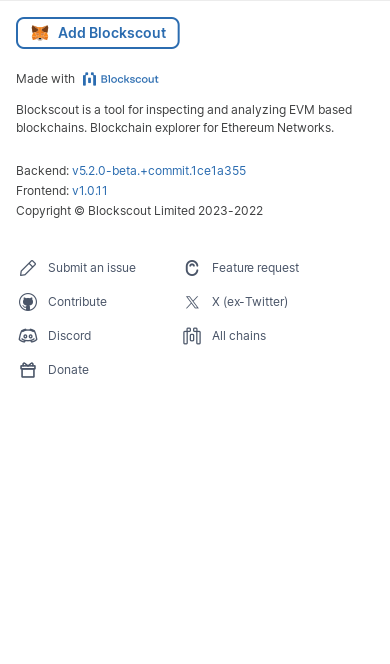 Add Blockscout
Made with Blockscout
Blockscout is a tool for inspecting and analyzing EVM based
blockchains. Blockchain explorer for Ethereum Networks.
Backend: v5.2.0-beta.+commit.1ce1a355
Frontend: v1.0.11
Copyright © Blockscout Limited 2023-2022
Submit an issue
Feature request
Contribute
X (ex-Twitter)
Discord
All chains
Donate